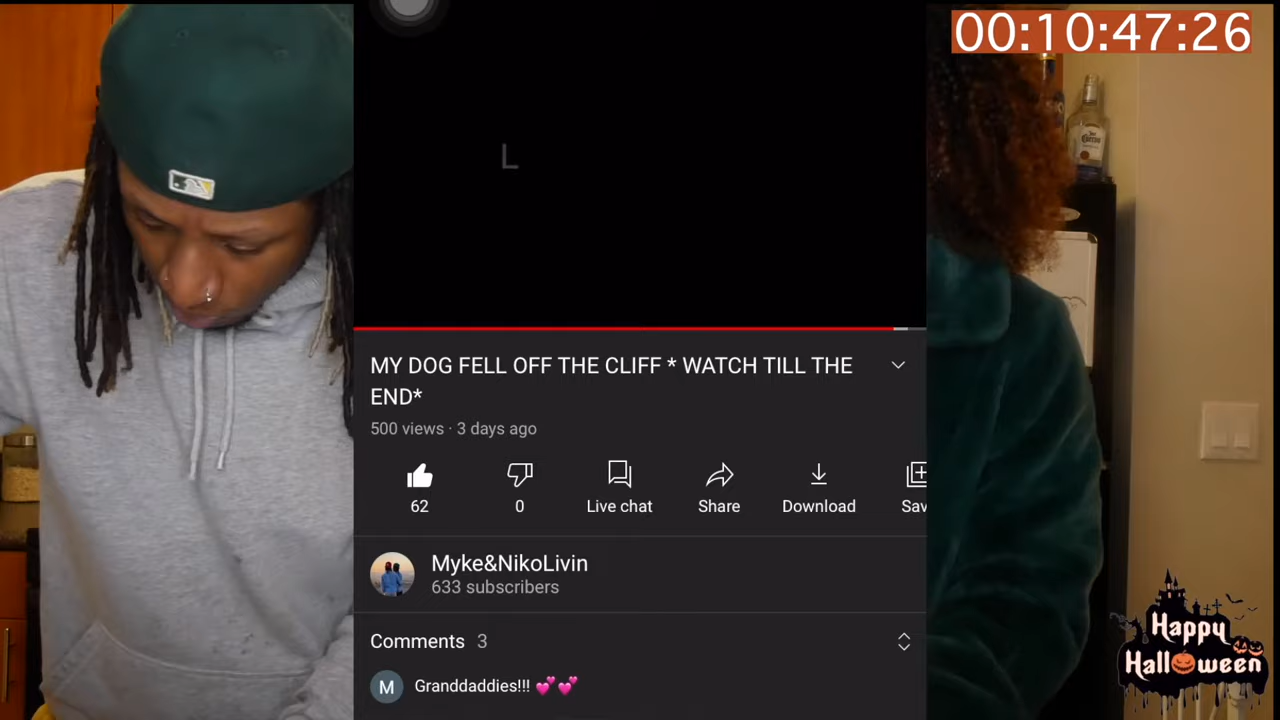 00:10:47:26
L
MY DOG FELL OFF THE CLIFF * WATCH TILL THE
END*
500 views · 3 days ago
62
0
Live chat
Share
Download
Sav
Myke&NikoLivin
633 subscribers
Comments 3
M
Granddaddies!!! 💕💕
Happy
Halloween